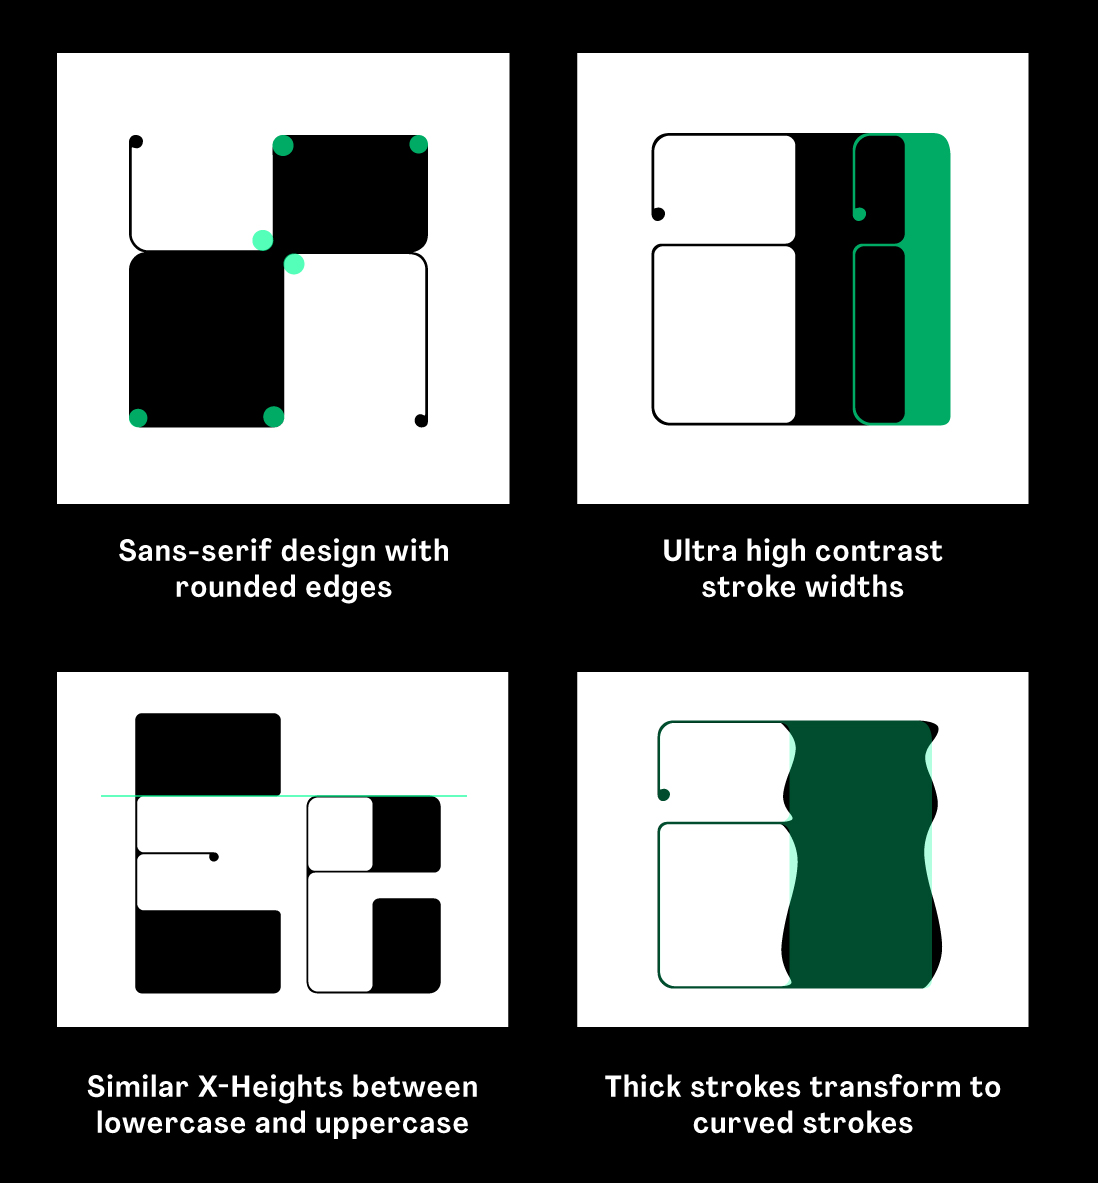 Sans-serif design with
rounded edges
Ultra high contrast
stroke widths
Similar X-Heights between
lowercase and uppercase
Thick strokes transform to
curved strokes